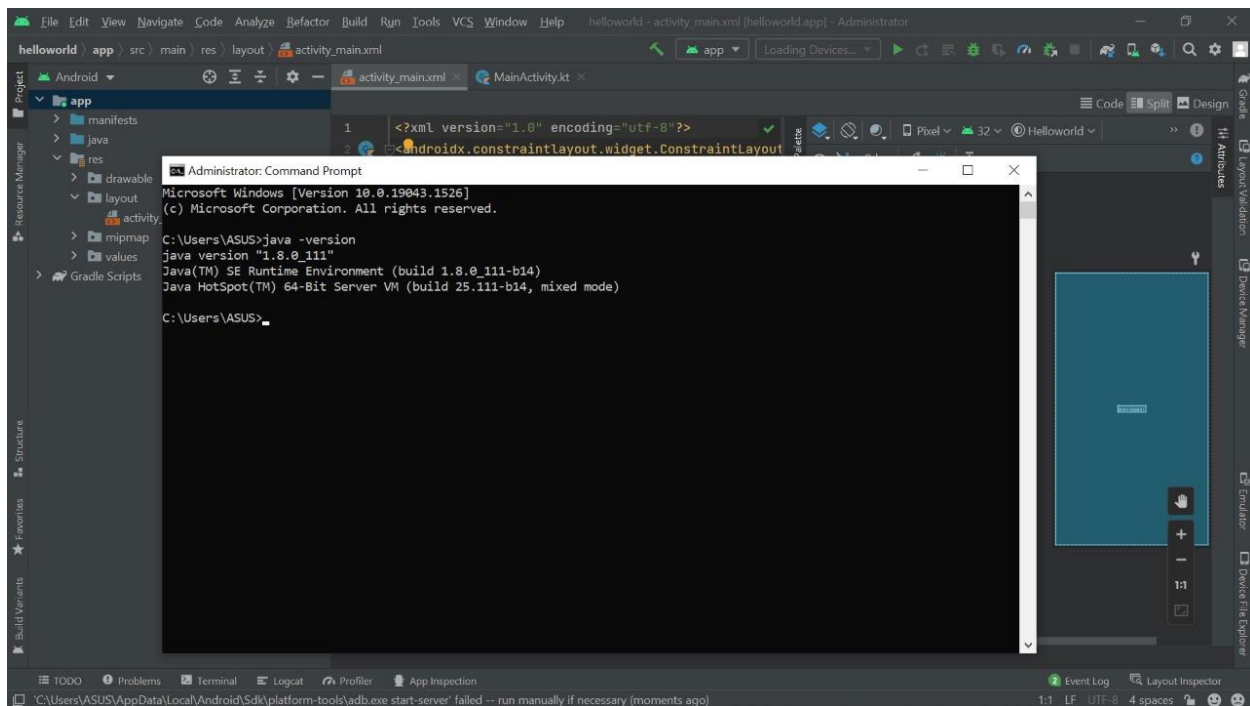 File Edit View Navigate Code Analyze Refactor Build Run Tools VCS Window Help helloworld - activity_main.xml [helloworld.app] - Administrator
helloworld app src main res layout activity_main.xml app Loading Devices...
Android activity_main.xml MainActivity.kt
app
Code Split Design
manifests
1 <?xml version="1.0" encoding="utf-8"?>
Pixel 32 Helloworld
java
2 <androidx.constraintlayout.widget.ConstraintLayout
res
drawable
layout
activity_
mipmap
values
Gradle Scripts
Administrator: Command Prompt
Microsoft Windows [Version 10.0.19043.1526]
(c) Microsoft Corporation. All rights reserved.
C:\Users\ASUS>java -version
java version "1.8.0_111"
Java(TM) SE Runtime Environment (build 1.8.0_111-b14)
Java HotSpot(TM) 64-Bit Server VM (build 25.111-b14, mixed mode)
C:\Users\ASUS>
Project
Resource Manager
Structure
Favorites
Build Variants
Palette
Attributes
Gradle
Layout Validation
Device Manager
Emulator
Device File Explorer
1:1
TODO Problems Terminal Logcat Profiler App Inspection 2 Event Log Layout Inspector
'C:\Users\ASUS\AppData\Local\Android\Sdk\platform-tools\adb.exe start-server' failed -- run manually if necessary (moments ago) 1:1 LF UTF-8 4 spaces